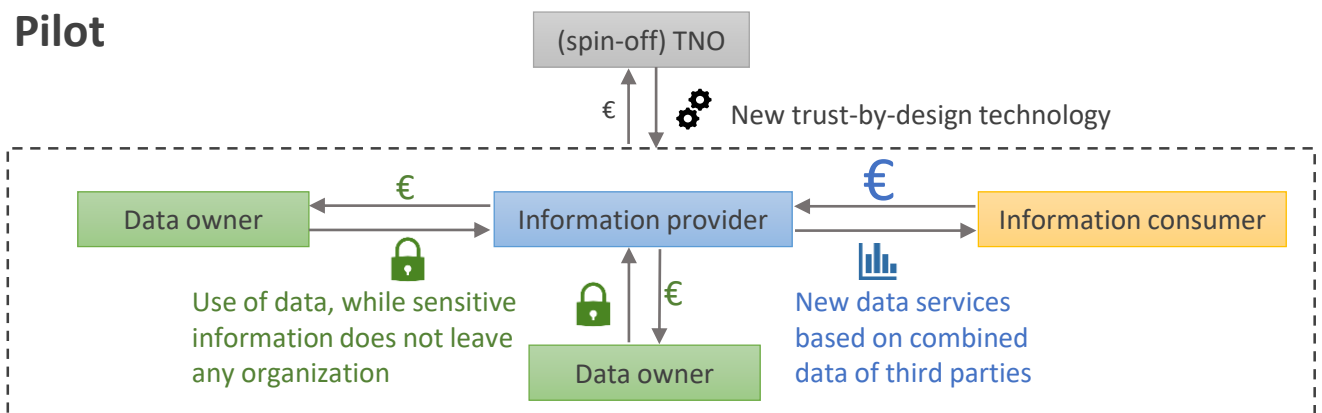 Pilot
(spin-off) TNO
€
New trust-by-design technology
€
€
Data owner
Information provider
Information consumer
Use of data, while sensitive
information does not leave
any organization
€
New data services
based on combined
data of third parties
Data owner